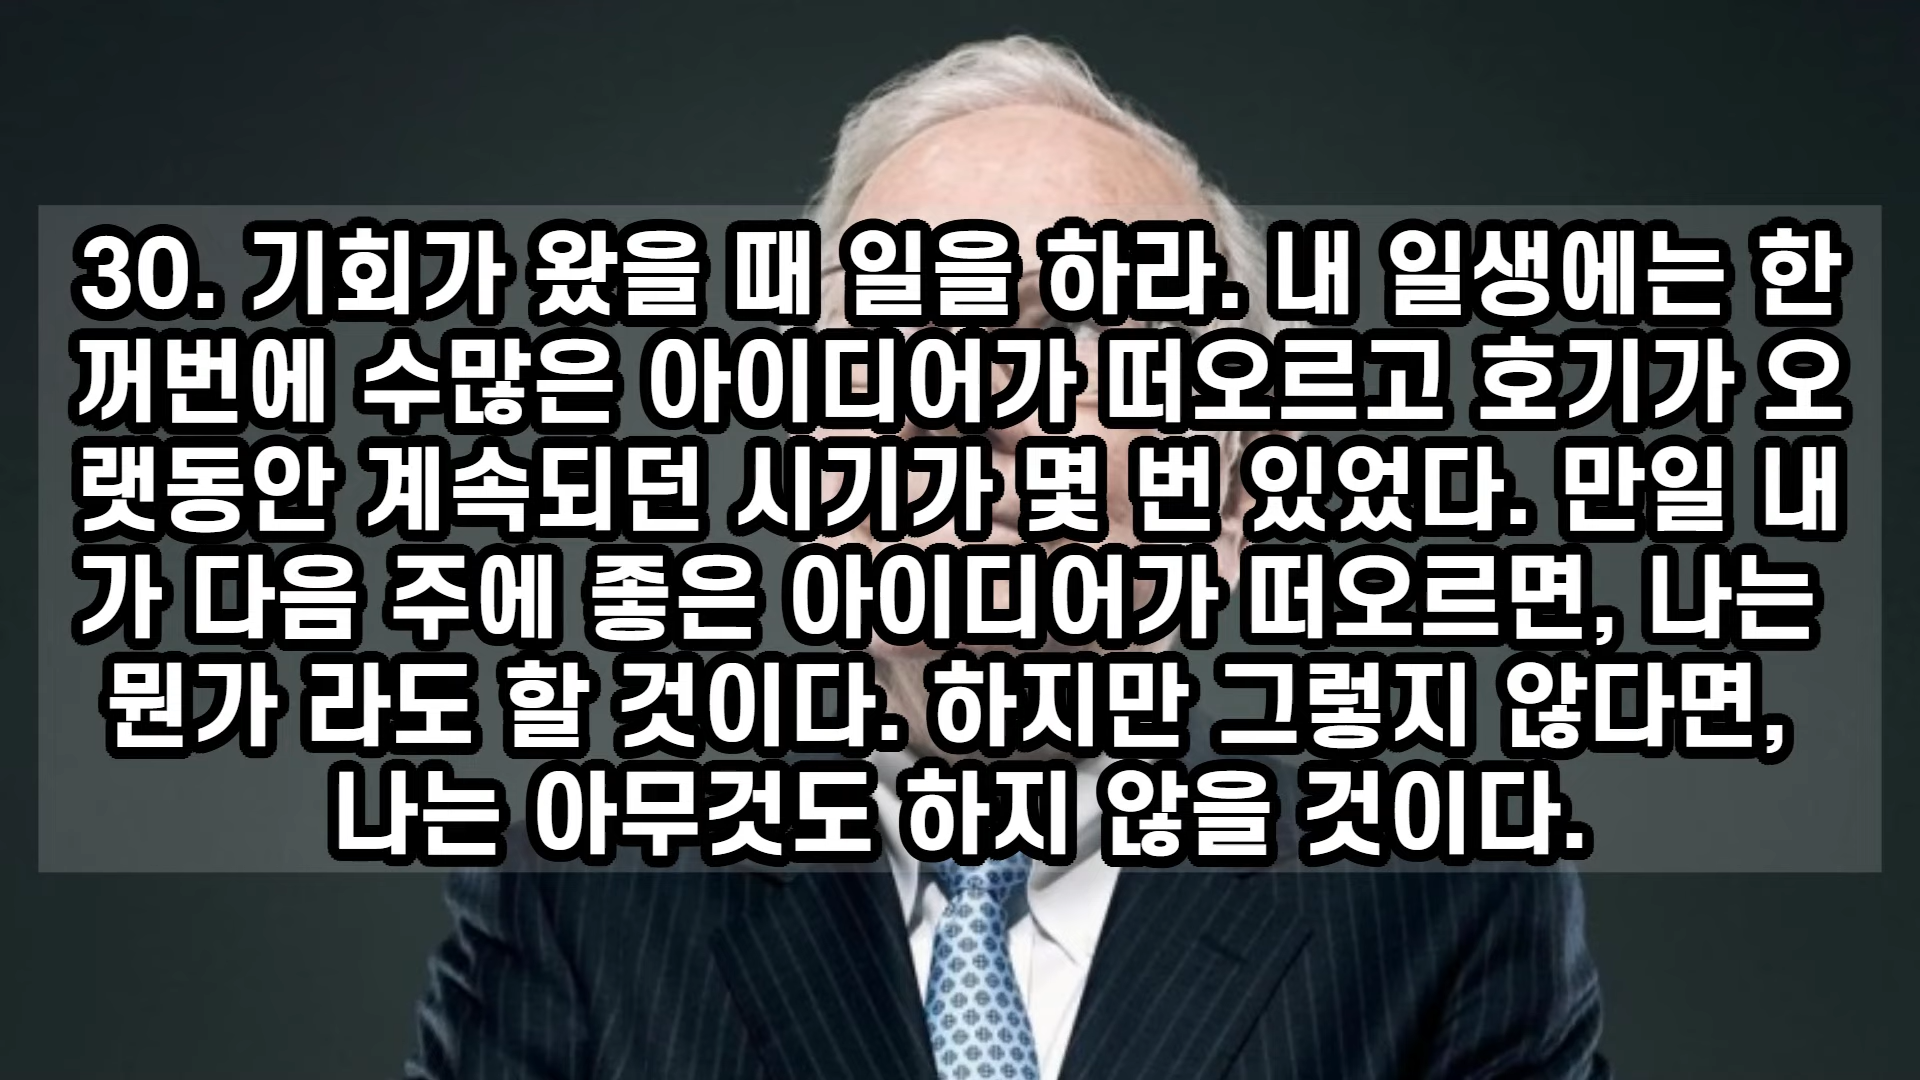 30. 기회가 왔을 때 일을 하라. 내 일생에는 한
꺼번에 수많은 아이디어가 떠오르고 호기가 오
랫동안 계속되던 시기가 몇 번 있었다. 만일 내
가 다음 주에 좋은 아이디어가 떠오르면, 나는
뭔가 라도 할 것이다. 하지만 그렇지 않다면,
나는 아무것도 하지 않을 것이다.